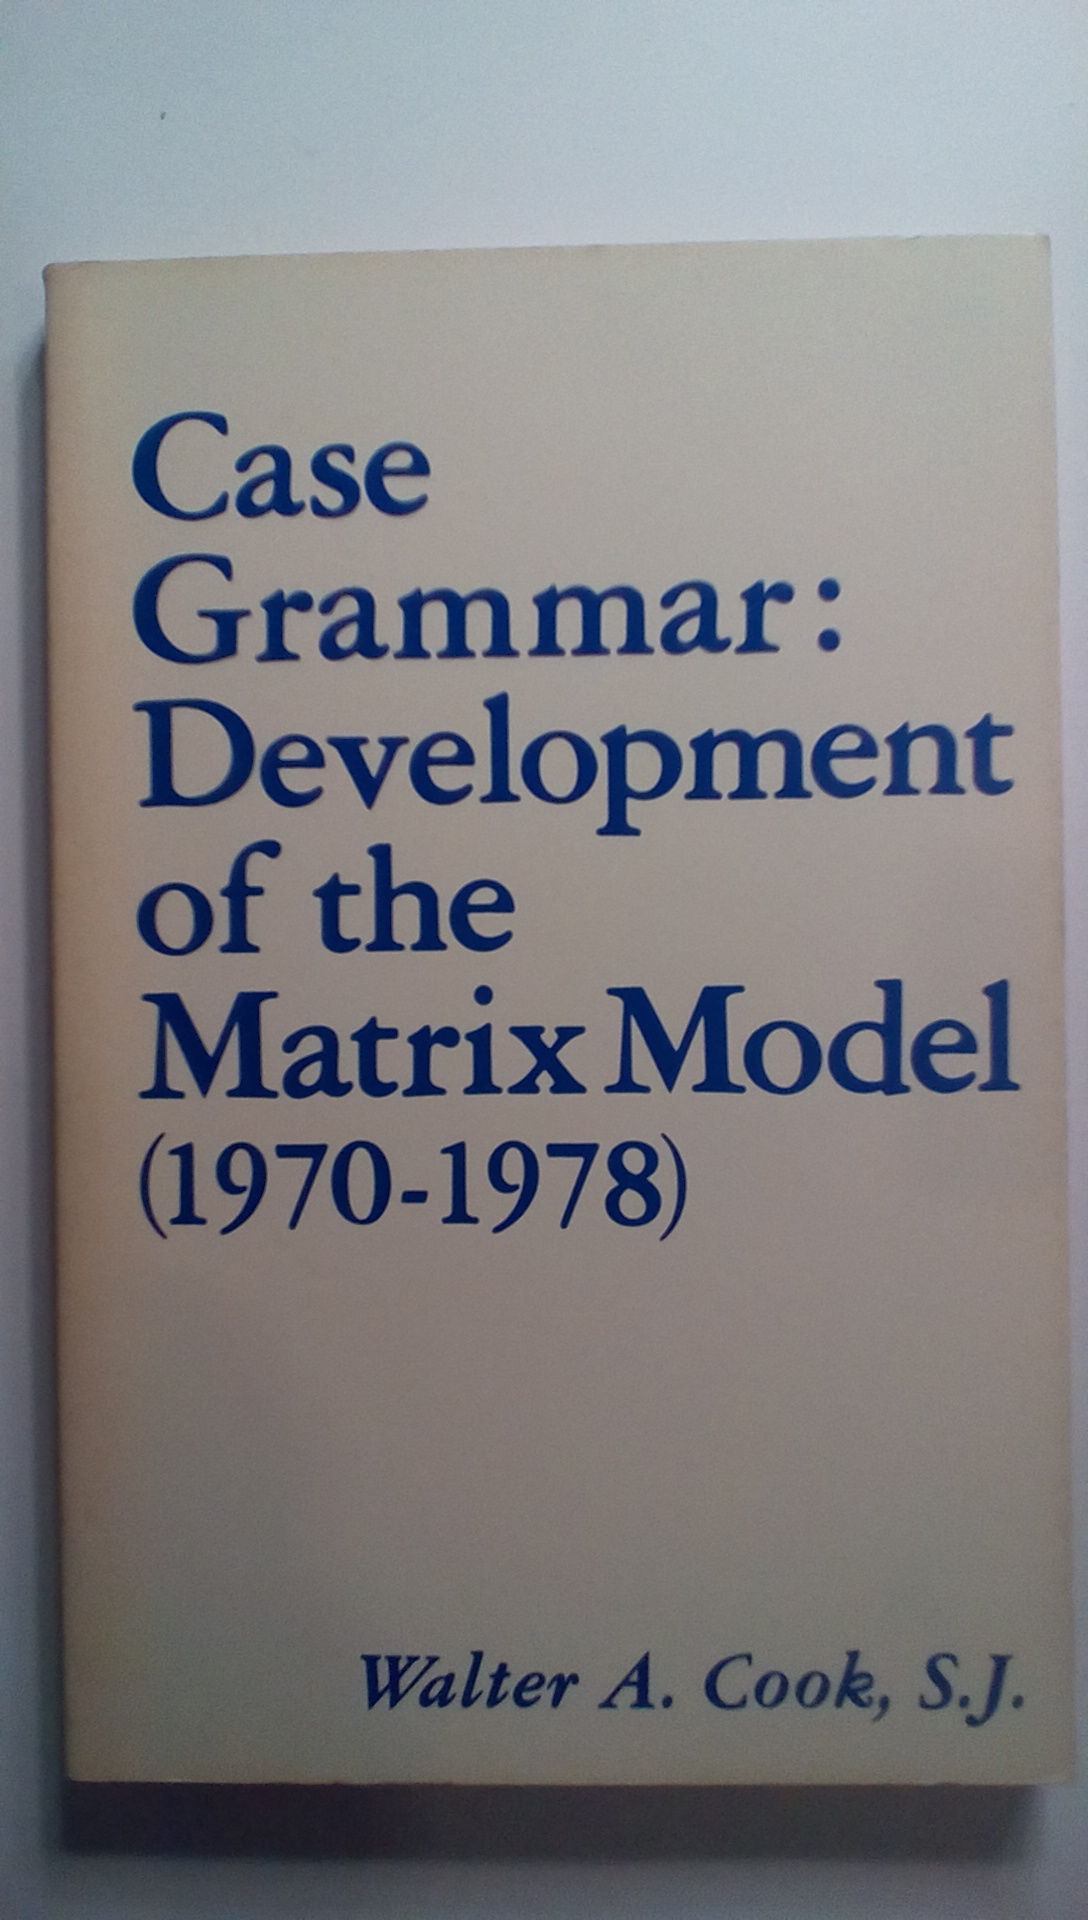 Case
Grammar:
Development
of the
Matrix Model
(1970-1978)
Walter A. Cook, S.J.